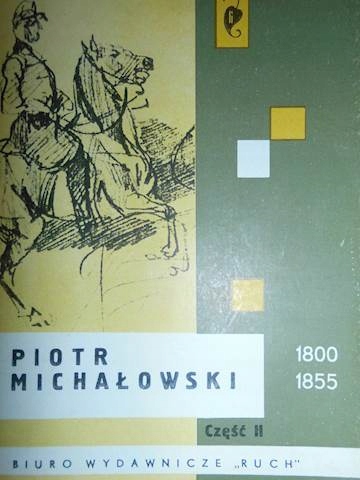 PIOTR
MICHAŁOWSKI
1800
1855
Część II
BIURO WYDAWNICZE „RUCH"